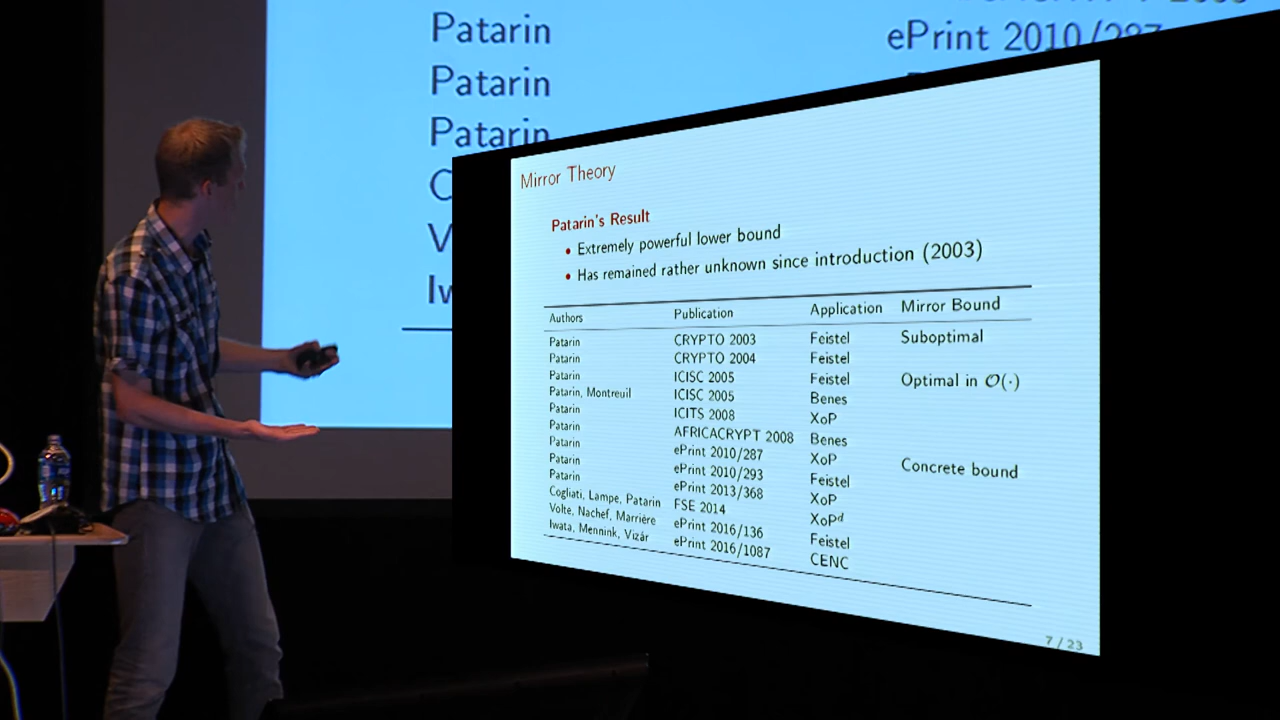 Patarin ePrint 2010/287
Patarin
Patarin
C
V
Iw
Mirror Theory
Patarin's Result
• Extremely powerful lower bound
• Has remained rather unknown since introduction (2003)
Authors Publication Application Mirror Bound
Patarin CRYPTO 2003 Feistel Suboptimal
Patarin CRYPTO 2004 Feistel
Patarin ICISC 2005 Feistel Optimal in O(·)
Patarin, Montreuil ICISC 2005 Benes
Patarin ICITS 2008 XoP
Patarin AFRICACRYPT 2008 Benes
Patarin ePrint 2010/287 XoP Concrete bound
Patarin ePrint 2010/293 Feistel
Patarin ePrint 2013/368 XoP
Cogliati, Lampe, Patarin FSE 2014 XoPᵈ
Volte, Nachef, Marrière ePrint 2016/136 Feistel
Iwata, Mennink, Vizár ePrint 2016/1087 CENC
7 / 23